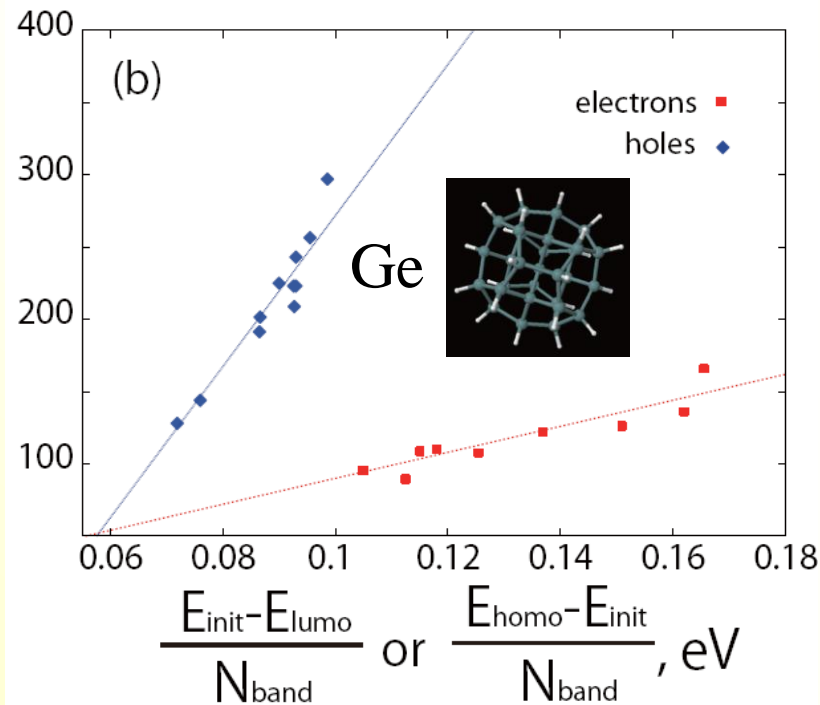 400
(b)
electrons
holes
300
Ge
200
100
0.06 0.08 0.1 0.12 0.14 0.16 0.18
Einit-Elumo or Ehomo-Einit, eV
Nband Nband